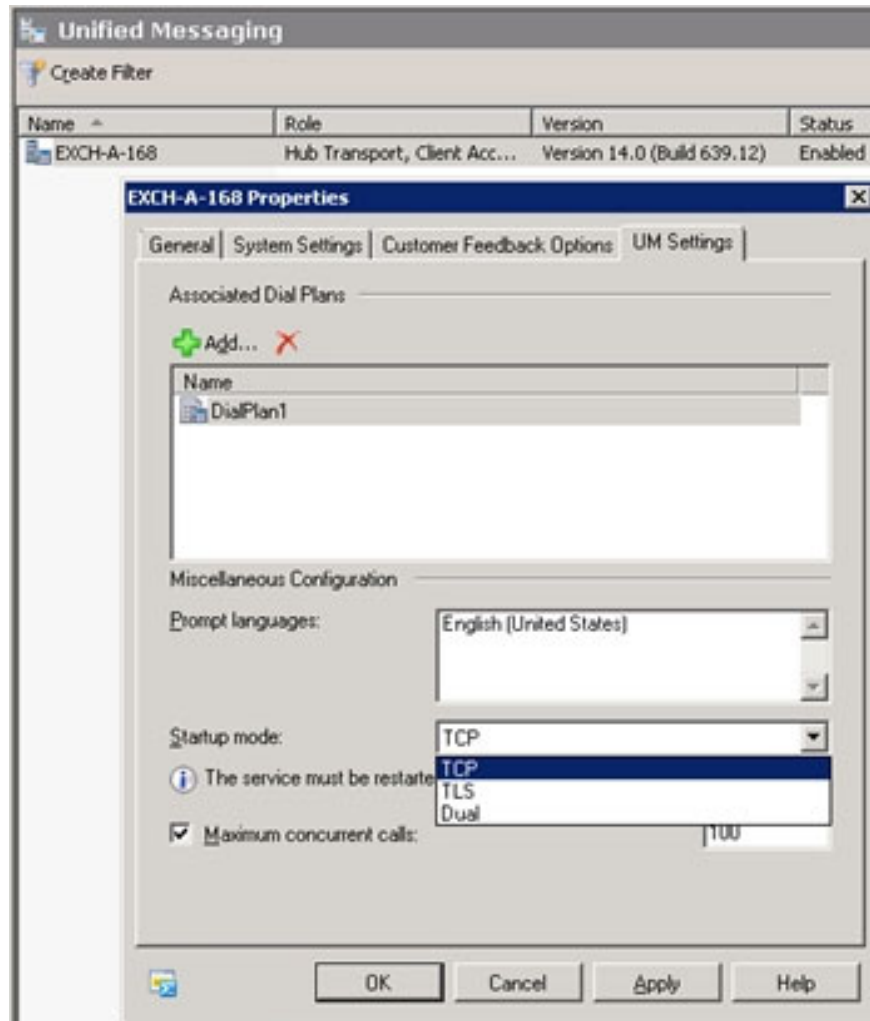 Unified Messaging
Create Filter
Name Role Version Status
EXCH-A-168 Hub Transport, Client Acc... Version 14.0 (Build 639.12) Enabled
EXCH-A-168 Properties
General System Settings Customer Feedback Options UM Settings
Associated Dial Plans
Add...
Name
DialPlan1
Miscellaneous Configuration
Prompt languages: English (United States)
Startup mode: TCP
TCP
The service must be restarte
TLS
Dual
Maximum concurrent calls: 100
OK Cancel Apply Help